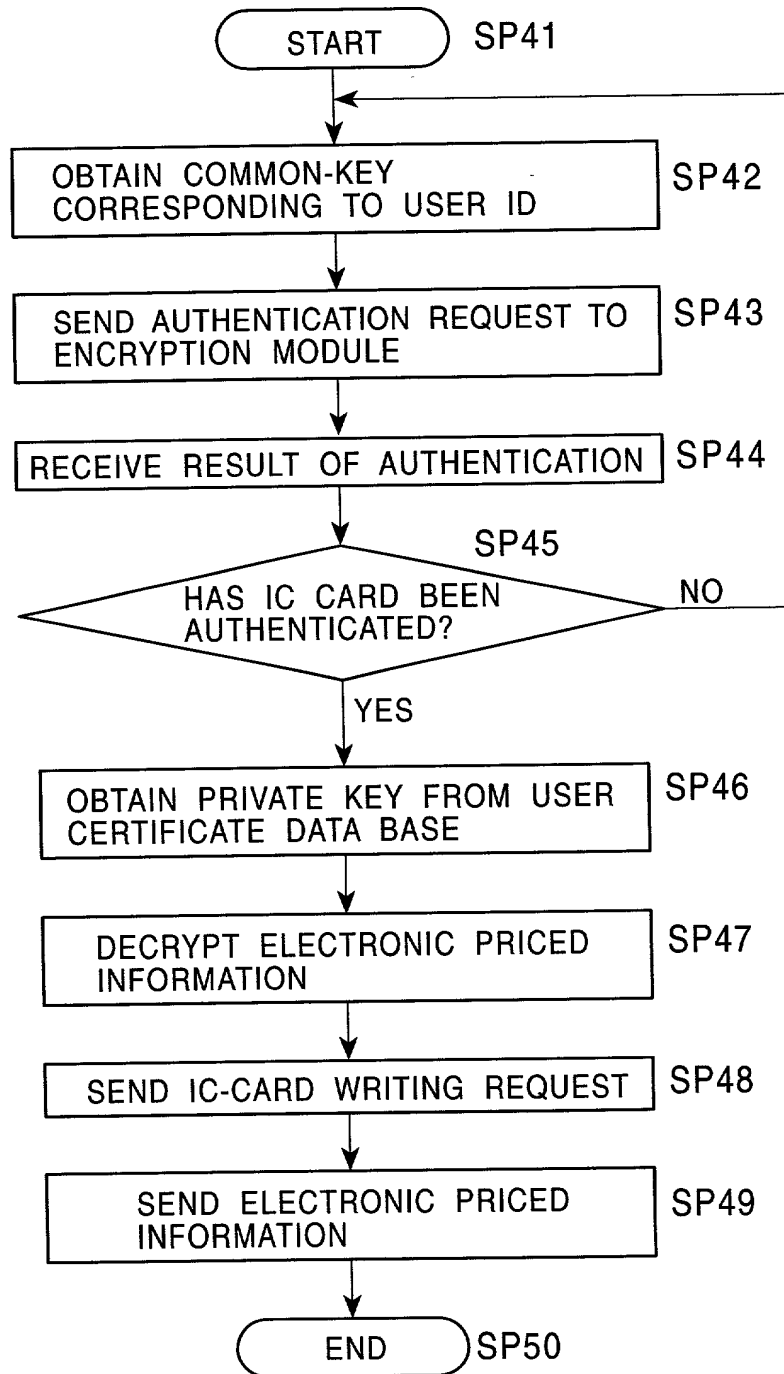 START SP41
OBTAIN COMMON-KEY
CORRESPONDING TO USER ID
SP42
SEND AUTHENTICATION REQUEST TO
ENCRYPTION MODULE
SP43
RECEIVE RESULT OF AUTHENTICATION SP44
SP45
HAS IC CARD BEEN
AUTHENTICATED?
NO
YES
OBTAIN PRIVATE KEY FROM USER
CERTIFICATE DATA BASE
SP46
DECRYPT ELECTRONIC PRICED
INFORMATION
SP47
SEND IC-CARD WRITING REQUEST SP48
SEND ELECTRONIC PRICED
INFORMATION
SP49
END SP50